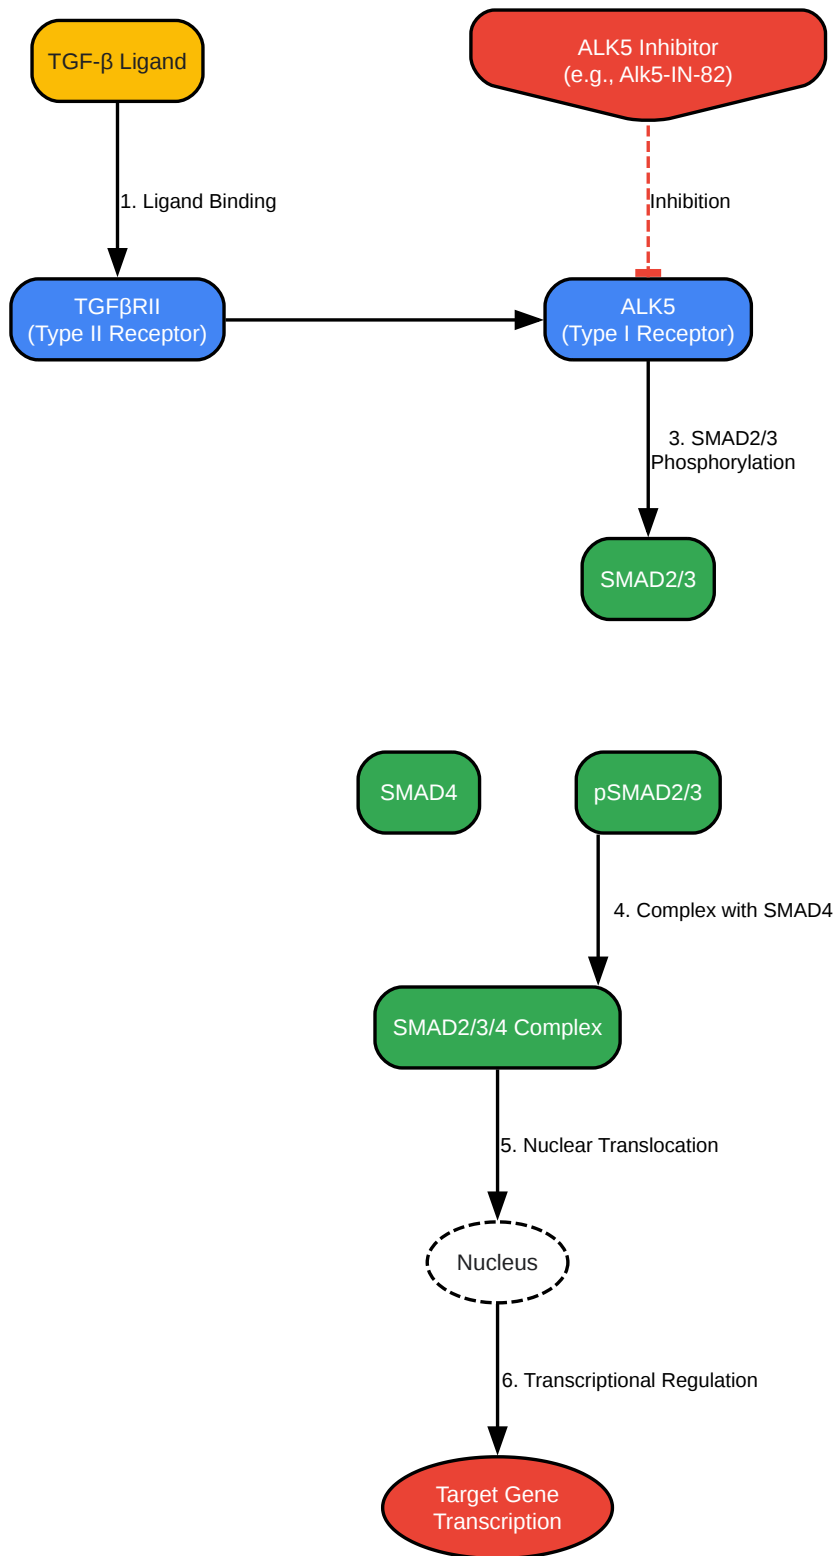 TGF-β Ligand
ALK5 Inhibitor
(e.g., Alk5-IN-82)
1. Ligand Binding
Inhibition
TGFβRII
(Type II Receptor)
ALK5
(Type I Receptor)
3. SMAD2/3
Phosphorylation
SMAD2/3
SMAD4
pSMAD2/3
4. Complex with SMAD4
SMAD2/3/4 Complex
5. Nuclear Translocation
Nucleus
6. Transcriptional Regulation
Target Gene
Transcription